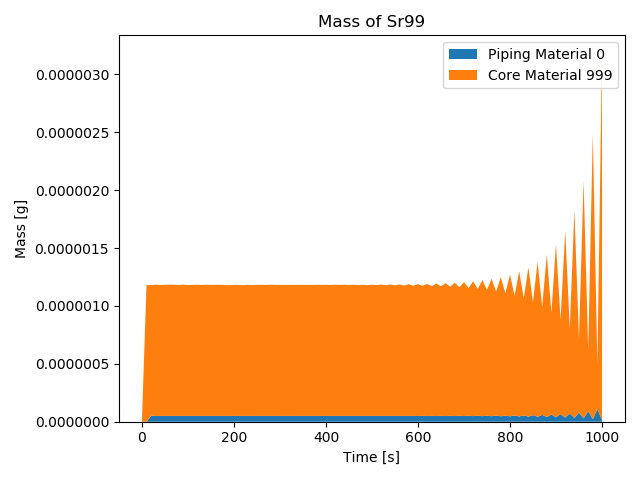 Mass of Sr99
Piping Material 0
Core Material 999
Mass [g]
0.0000030
0.0000025
0.0000020
0.0000015
0.0000010
0.0000005
0.0000000
0 200 400 600 800 1000
Time [s]